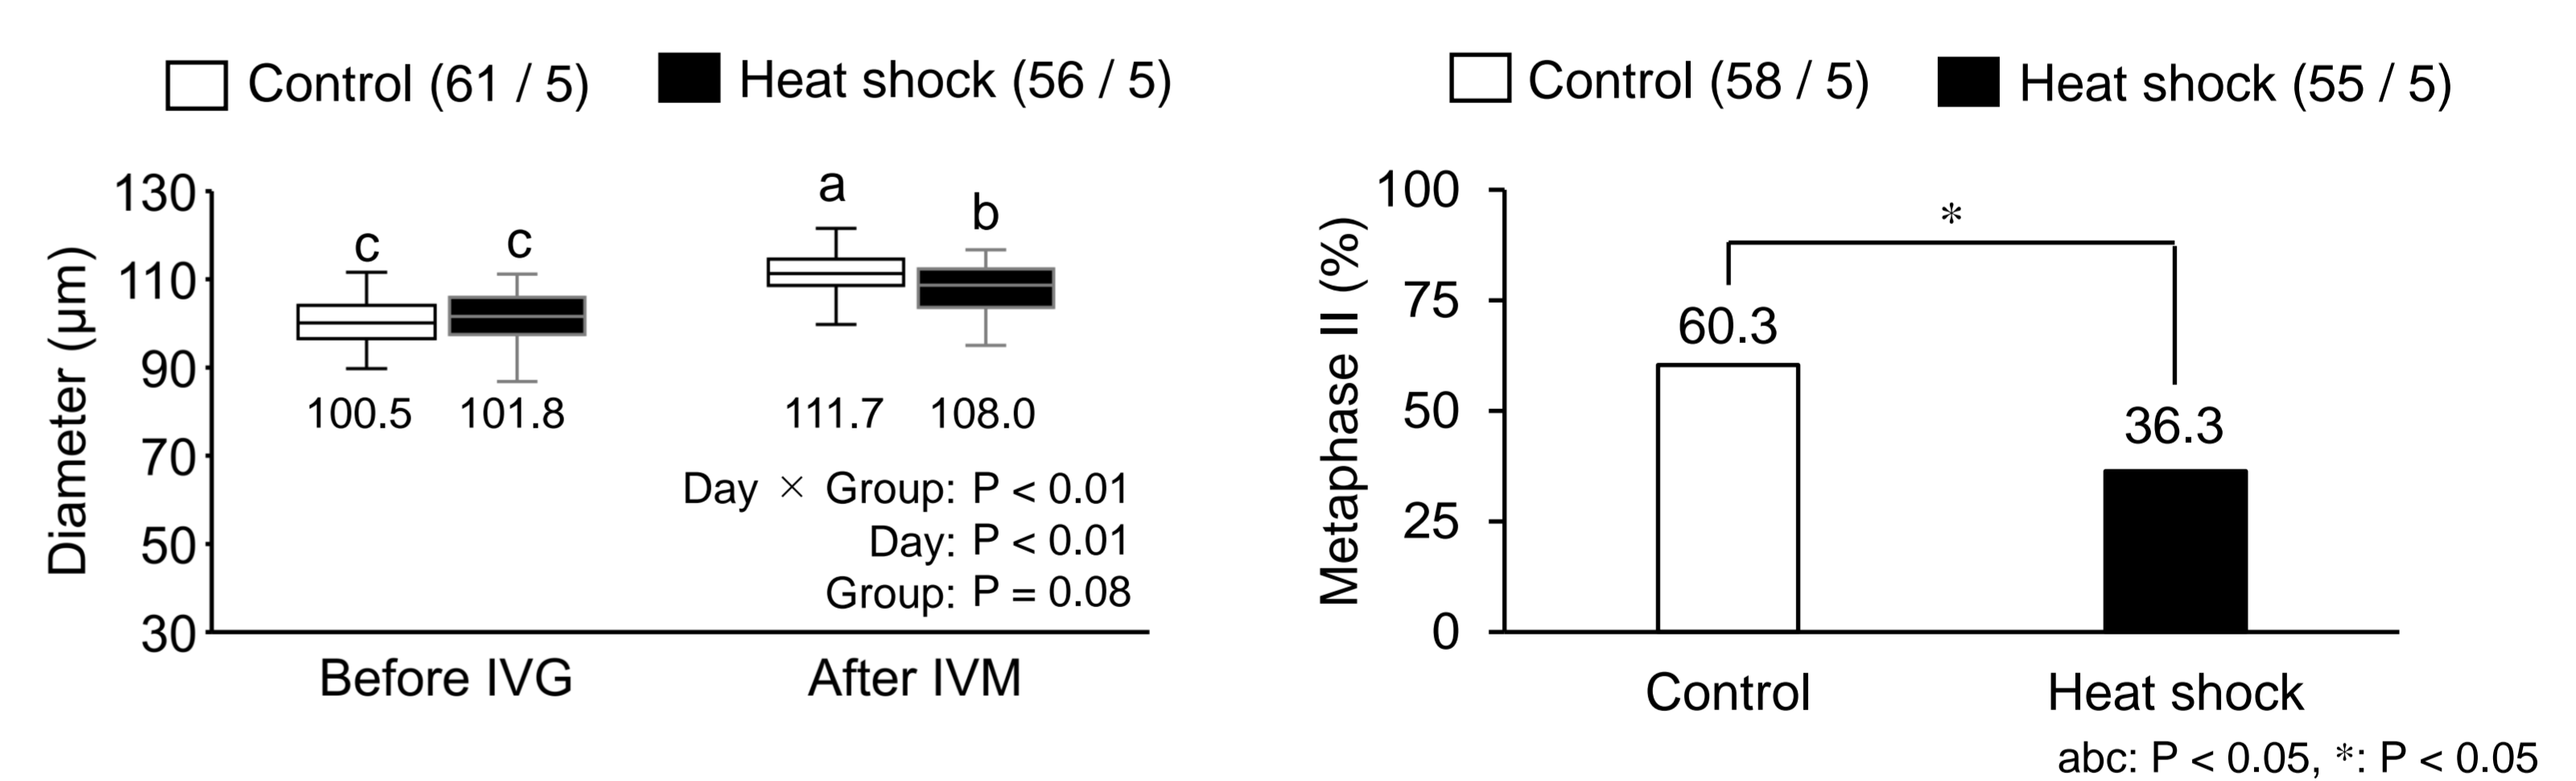 Control (61 / 5)
Heat shock (56 / 5)
Diameter (µm)
130
110
90
70
50
30
c
c
a
b
100.5
101.8
111.7
108.0
Day × Group: P < 0.01
Day: P < 0.01
Group: P = 0.08
Before IVG
After IVM
Control (58 / 5)
Heat shock (55 / 5)
Metaphase II (%)
100
75
50
25
0
*
60.3
36.3
Control
Heat shock
abc: P < 0.05, *: P < 0.05